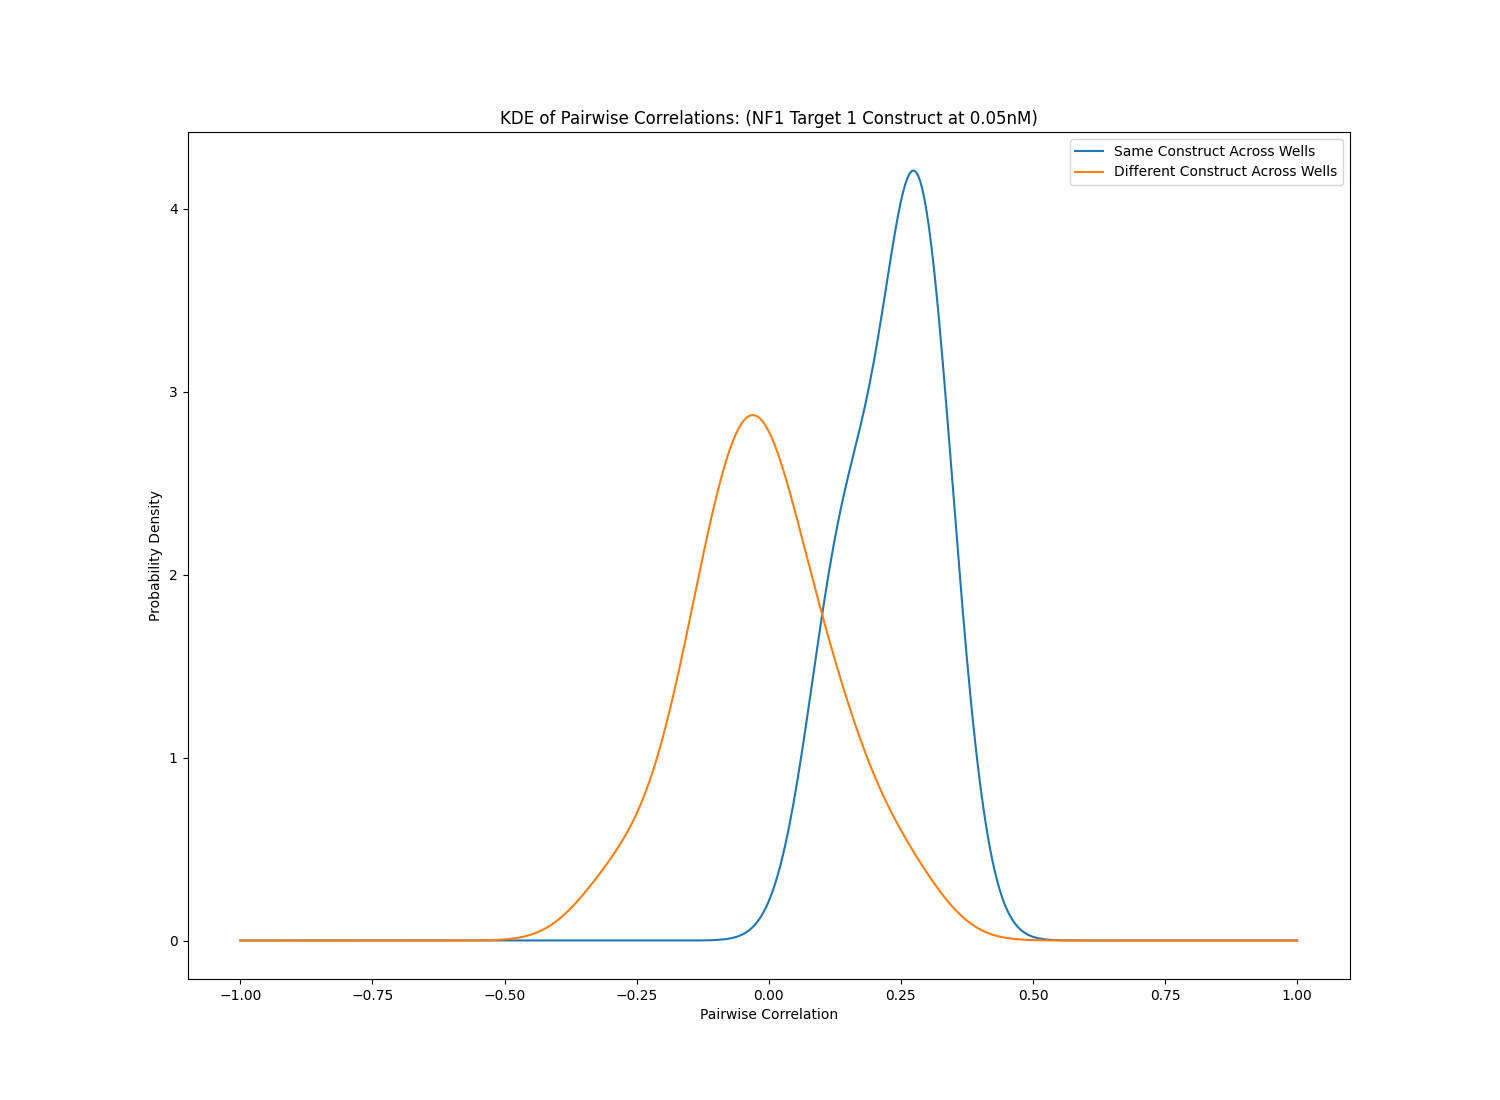 KDE of Pairwise Correlations: (NF1 Target 1 Construct at 0.05nM)
Same Construct Across Wells
Different Construct Across Wells
4
3
2
1
0
Probability Density
−1.00 −0.75 −0.50 −0.25 0.00 0.25 0.50 0.75 1.00
Pairwise Correlation